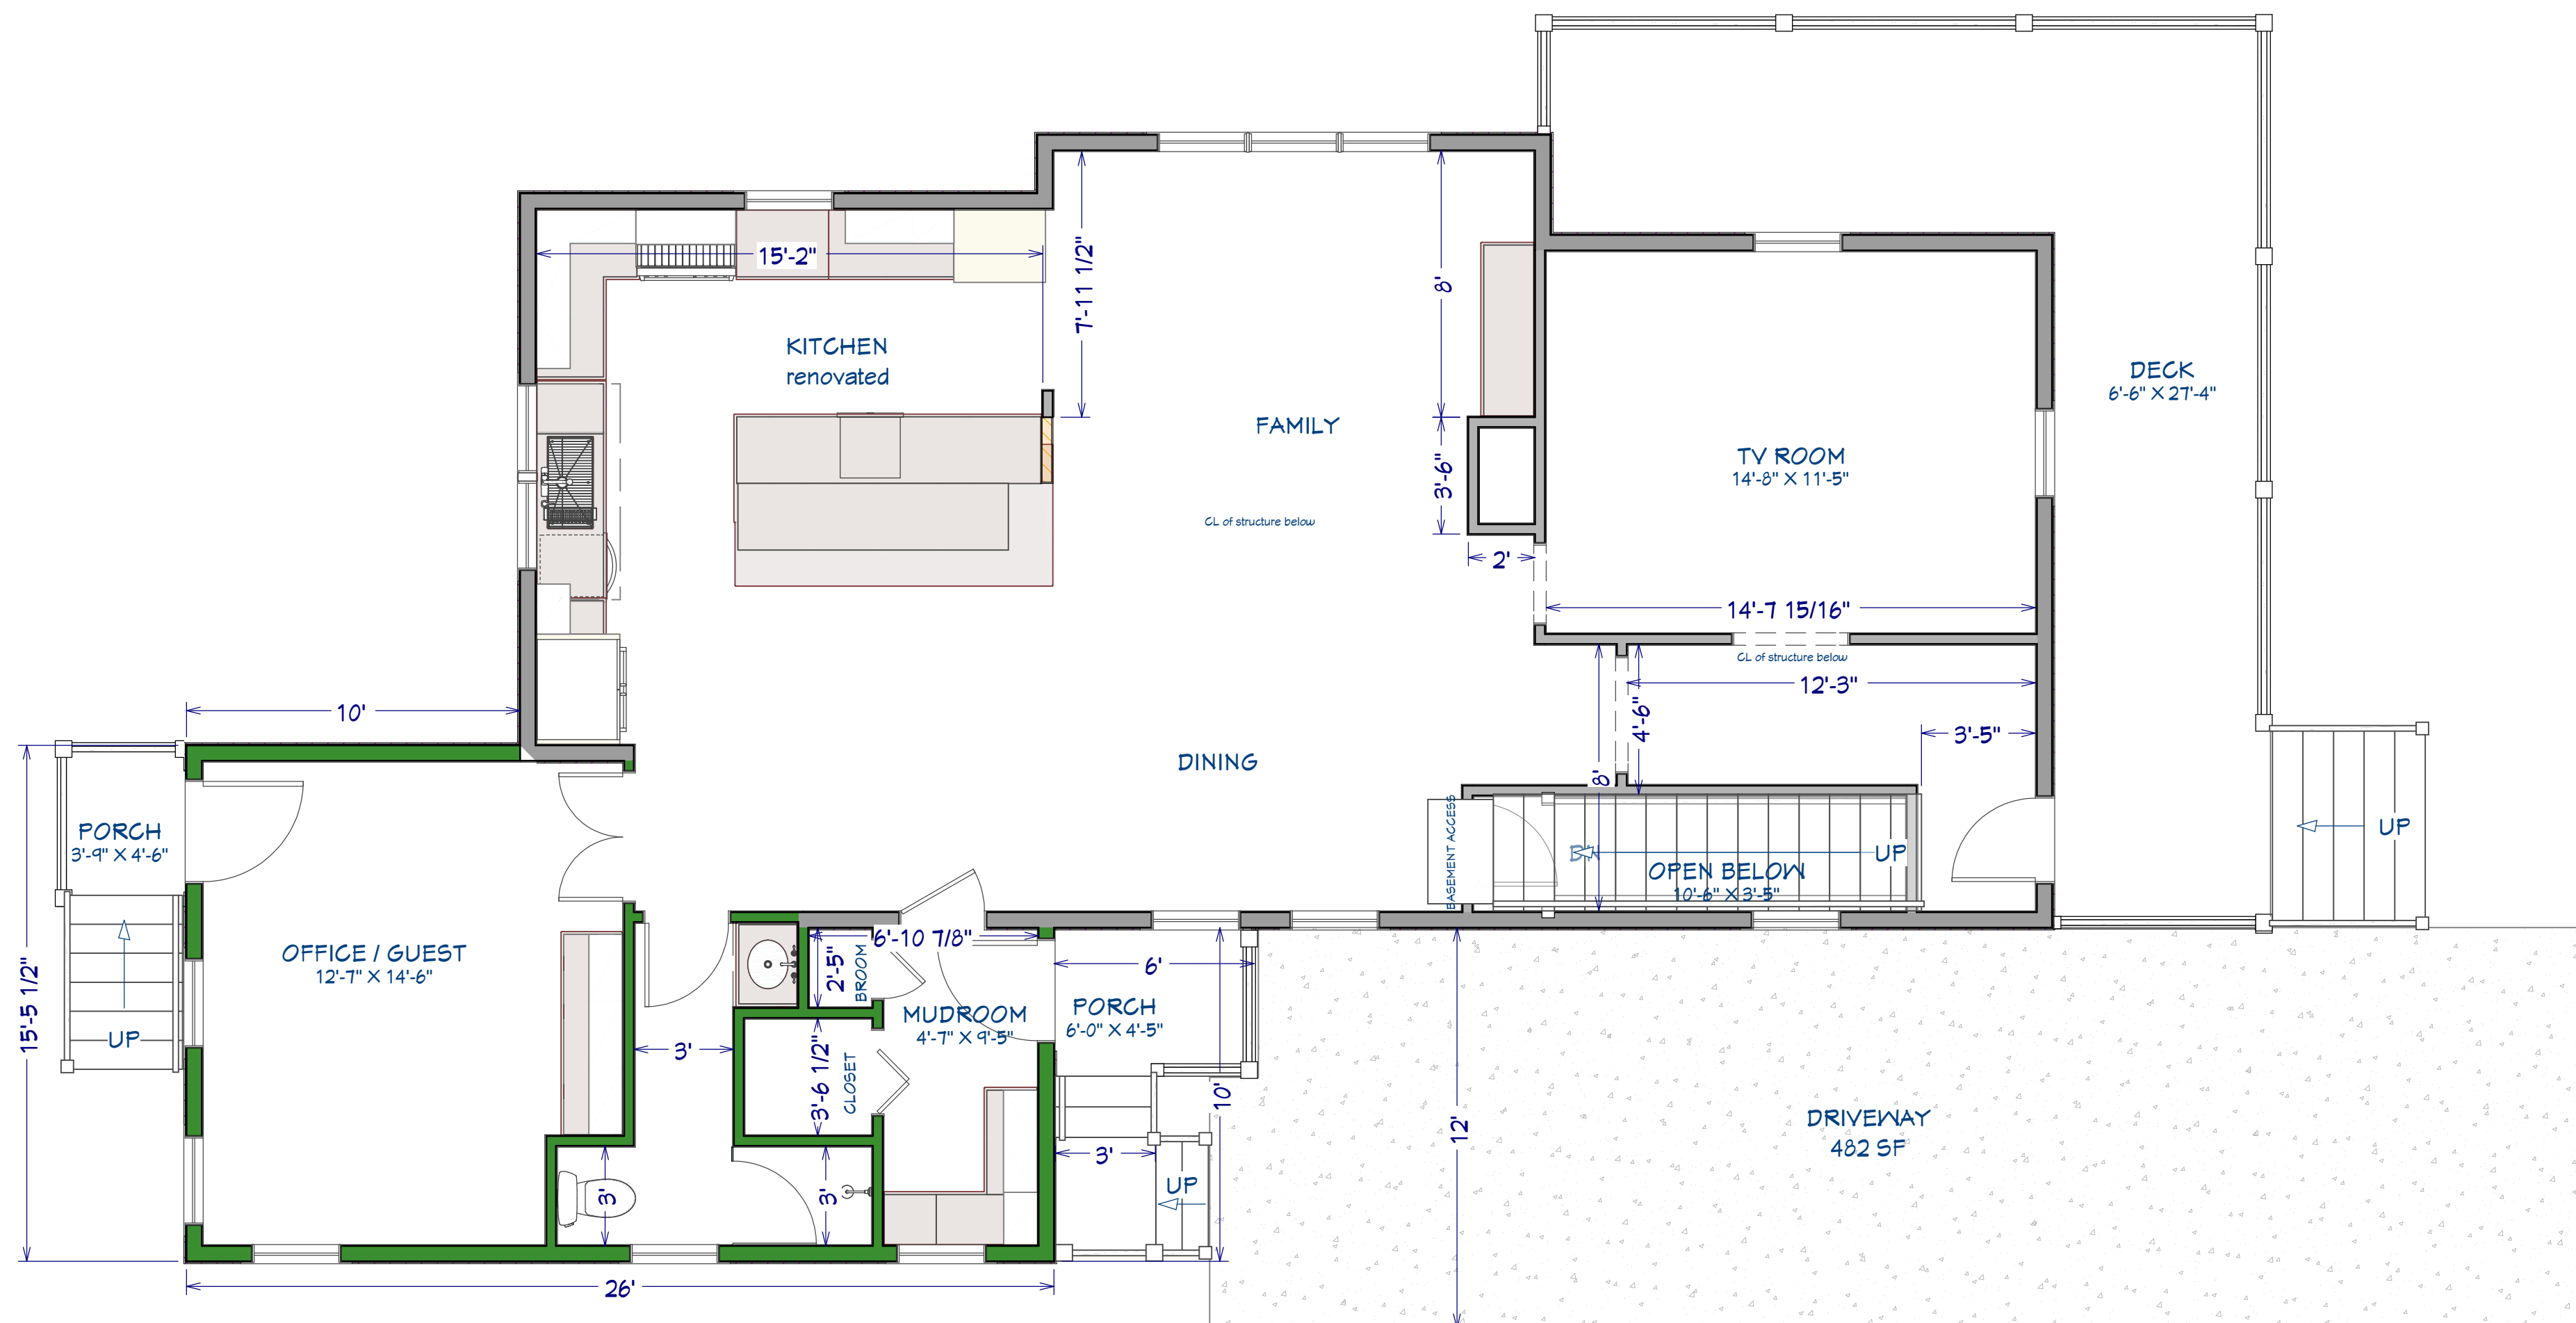 15'-2"
7'-11 1/2"
8'
KITCHEN
renovated
FAMILY
DECK
6'-6" X 27'-4"
TV ROOM
14'-8" X 11'-5"
3'-6"
CL of structure below
2'
14'-7 15/16"
CL of structure below
12'-3"
4'-6"
3'-5"
10'
DINING
8'
PORCH
3'-9" X 4'-6"
BASEMENT ACCESS
UP
UP
OPEN BELOW
10'-6" X 3'-5"
OFFICE / GUEST
12'-7" X 14'-6"
6'-10 7/8"
2'-5"
BROOM
6'
MUDROOM
4'-7" X 9'-5"
PORCH
6'-0" X 4'-5"
15'-5 1/2"
UP
3'
3'-6 1/2"
CLOSET
10'
12'
DRIVEWAY
482 SF
3'
UP
3'
3'
26'